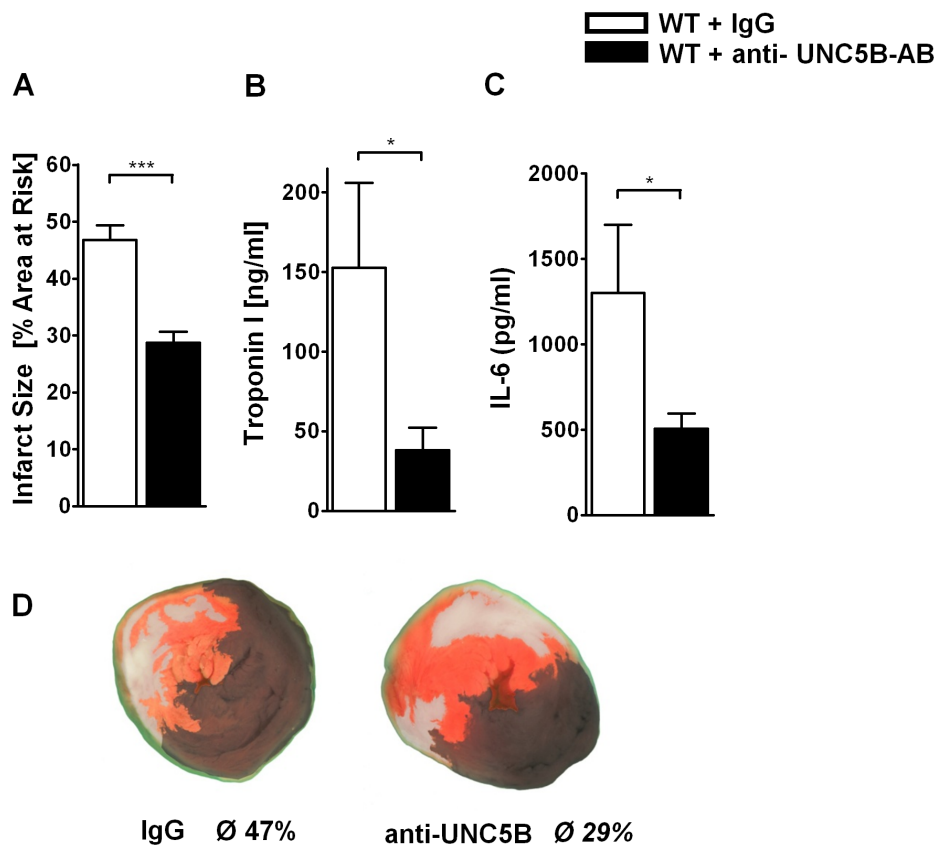 WT + IgG
WT + anti- UNC5B-AB
A
B
C
Infarct Size [% Area at Risk]
60
50
40
30
20
10
0
***
Troponin I [ng/ml]
200
150
100
50
0
*
IL-6 (pg/ml)
2000
1500
1000
500
0
*
D
IgG Ø 47%
anti-UNC5B Ø 29%